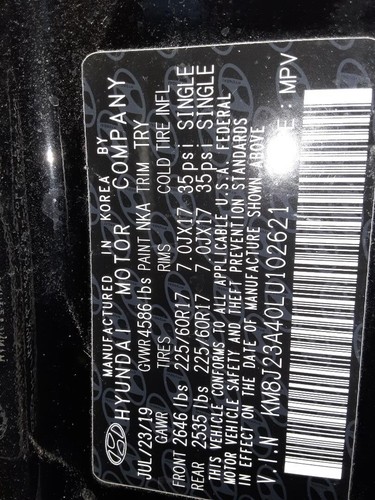 MANUFACTURED IN KOREA BY
HYUNDAI MOTOR COMPANY
JUL/23/19 GVWR 4586 lbs PAINT NKA TRIM TRY
GAWR TIRES RIMS COLD TIRE INFL
FRONT 2646 lbs 225/60R17 7.0JX17 35psi SINGLE
REAR 2535 lbs 225/60R17 7.0JX17 35psi SINGLE
THIS VEHICLE CONFORMS TO ALL APPLICABLE U.S.A. FEDERAL
MOTOR VEHICLE SAFETY AND THEFT PREVENTION STANDARDS
IN EFFECT ON THE DATE OF MANUFACTURE SHOWN ABOVE
V.I.N KM8J23A40LU102621 : MPV